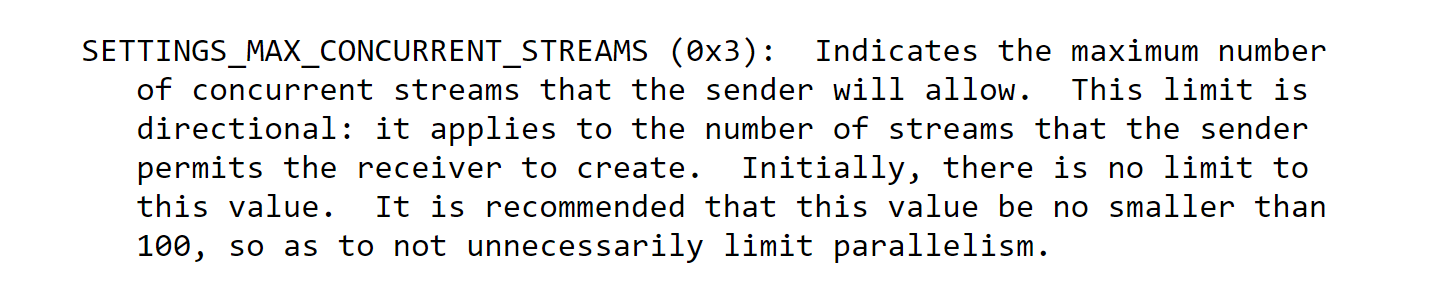 SETTINGS_MAX_CONCURRENT_STREAMS (0x3):  Indicates the maximum number
of concurrent streams that the sender will allow.  This limit is
directional: it applies to the number of streams that the sender
permits the receiver to create.  Initially, there is no limit to
this value.  It is recommended that this value be no smaller than
100, so as to not unnecessarily limit parallelism.